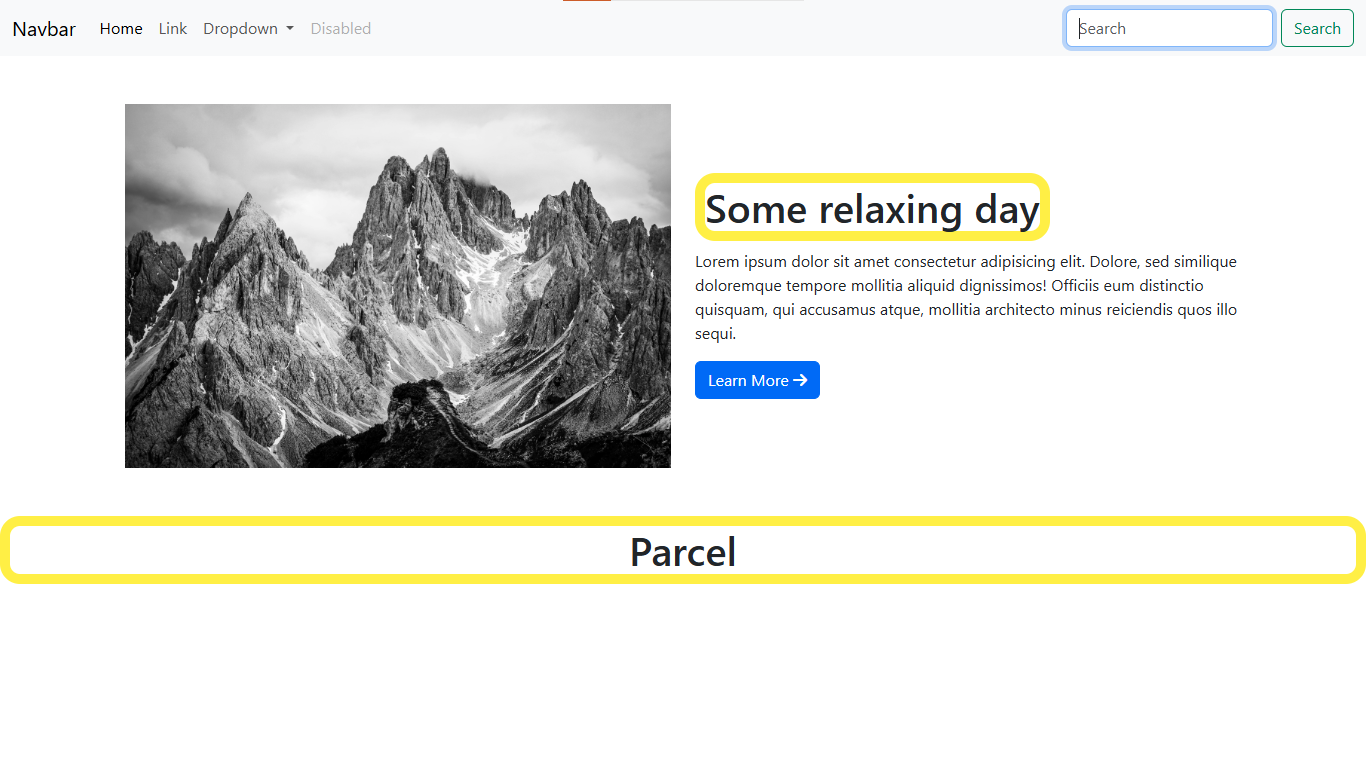 Navbar Home Link Dropdown Disabled Search Search
Some relaxing day
Lorem ipsum dolor sit amet consectetur adipisicing elit. Dolore, sed similique
doloremque tempore mollitia aliquid dignissimos! Officiis eum distinctio
quisquam, qui accusamus atque, mollitia architecto minus reiciendis quos illo
sequi.
Learn More
Parcel